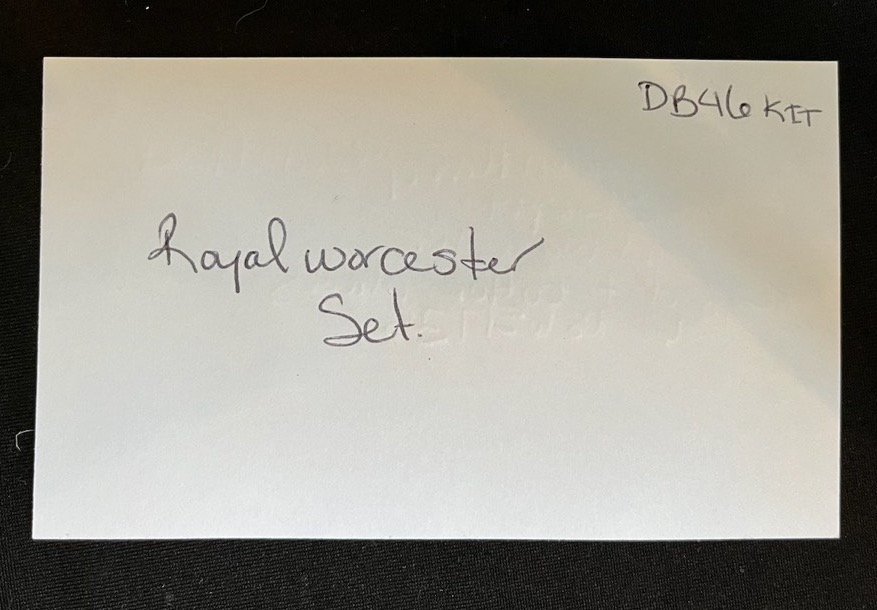 DB46 KIT
Royal worcester
Set.